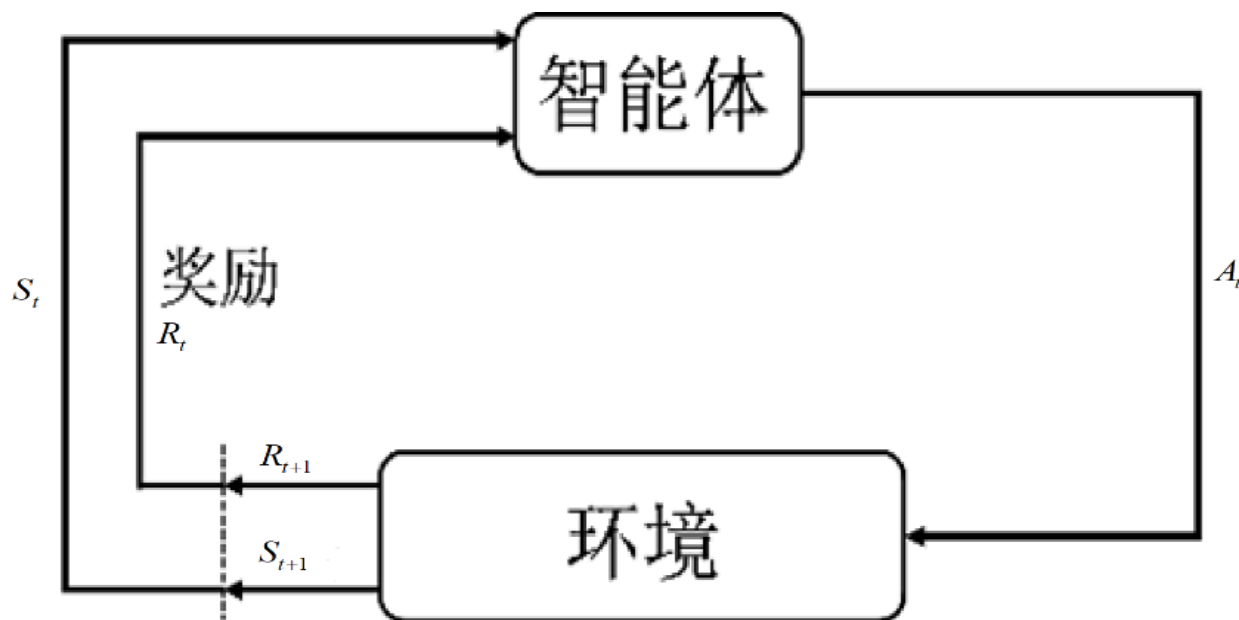 智能体
奖励
S_t
R_t
A_t
R_{t+1}
S_{t+1}
环境